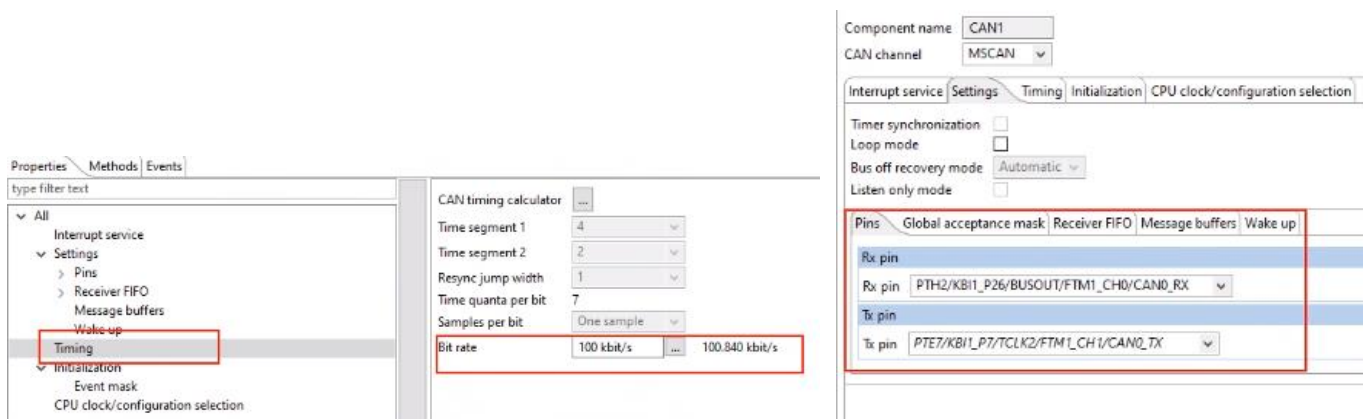 Properties Methods Events
type filter text
All
Interrupt service
Settings
Pins
Receiver FIFO
Message buffers
Wake up
Timing
Initialization
Event mask
CPU clock/configuration selection
CAN timing calculator ...
Time segment 1 4
Time segment 2 2
Resync jump width 1
Time quanta per bit 7
Samples per bit One sample
Bit rate 100 kbit/s ... 100.840 kbit/s
Component name CAN1
CAN channel MSCAN
Interrupt service Settings Timing Initialization CPU clock/configuration selection
Timer synchronization
Loop mode
Bus off recovery mode Automatic
Listen only mode
Pins Global acceptance mask Receiver FIFO Message buffers Wake up
Rx pin
Rx pin PTH2/KBI1_P26/BUSOUT/FTM1_CH0/CAN0_RX
Tx pin
Tx pin PTE7/KBI1_P7/TCLK2/FTM1_CH1/CAN0_TX